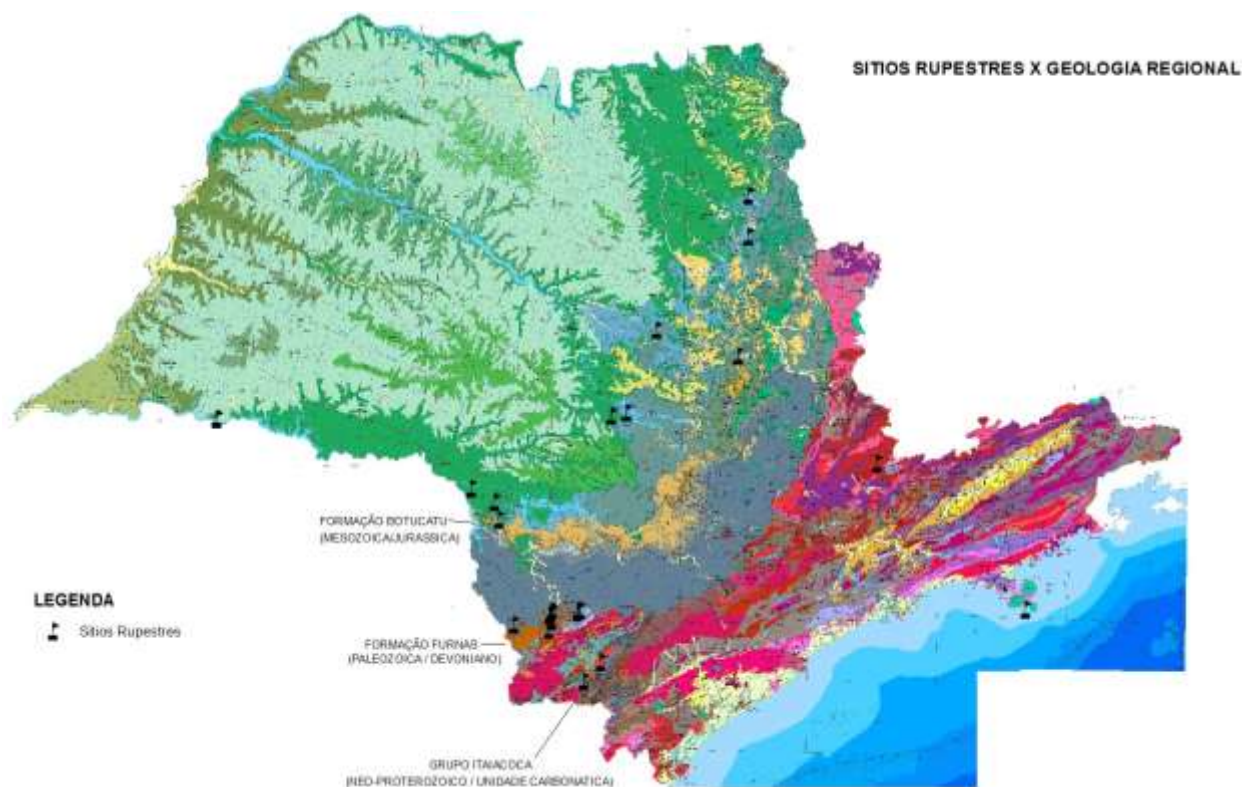 SITIOS RUPESTRES X GEOLOGIA REGIONAL
FORMAÇÃO BOTUCATU
(MESOZOICA/JURASSICA)
LEGENDA
Sitios Rupestres
FORMAÇÃO FURNAS
(PALEOZOICA / DEVONIANO)
GRUPO ITAIACOCA
(NEO-PROTEROZOICO / UNIDADE CARBONATICA)